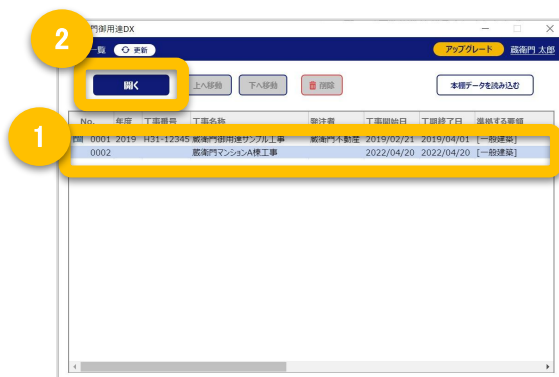 門御用達DX
2
一覧 更新 アップグレード 蔵衛門 太郎
開く 上へ移動 下へ移動 削除 本棚データを読み込む
No. 年度 工事番号 工事名称 発注者 工事開始日 工期終了日 準拠する要領
1
0001 2019 H31-12345 蔵衛門御用達サンプル工事 蔵衛門不動産 2019/02/21 2019/04/01 [一般建築]
0002 蔵衛門マンションA棟工事 2022/04/20 2022/04/20 [一般建築]